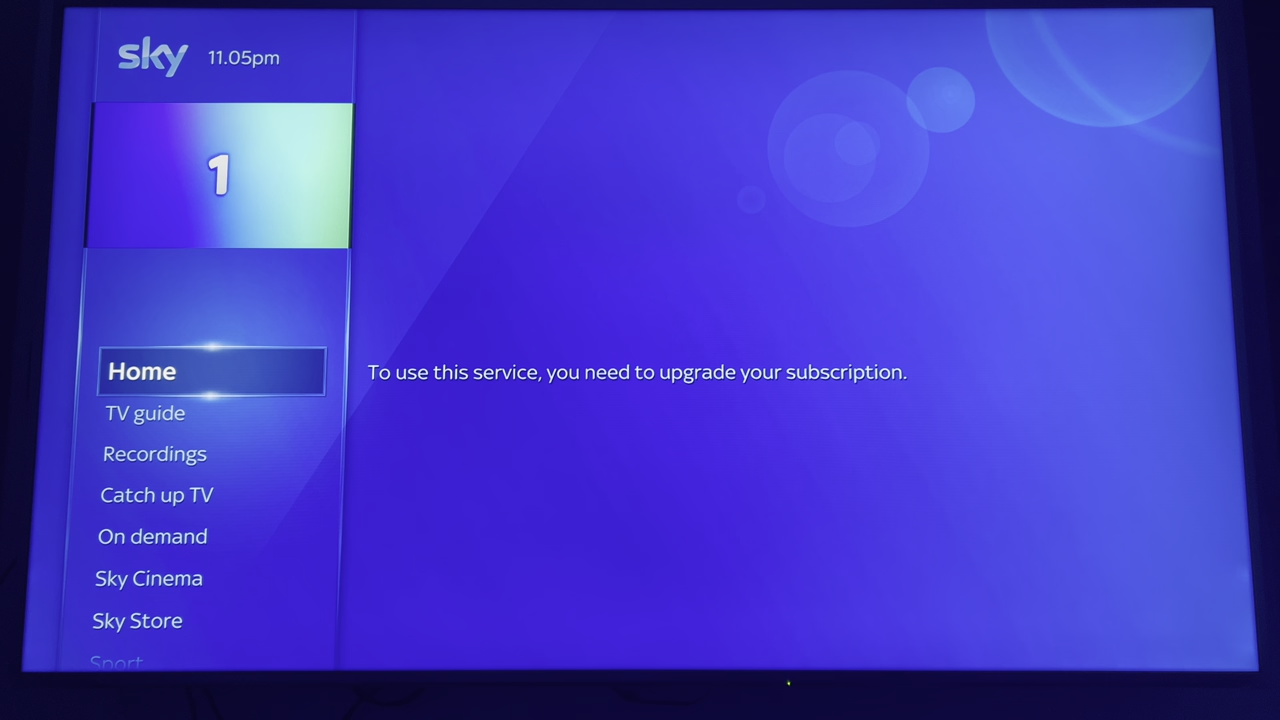 sky 11.05pm
1
Home
To use this service, you need to upgrade your subscription.
TV guide
Recordings
Catch up TV
On demand
Sky Cinema
Sky Store
Sport